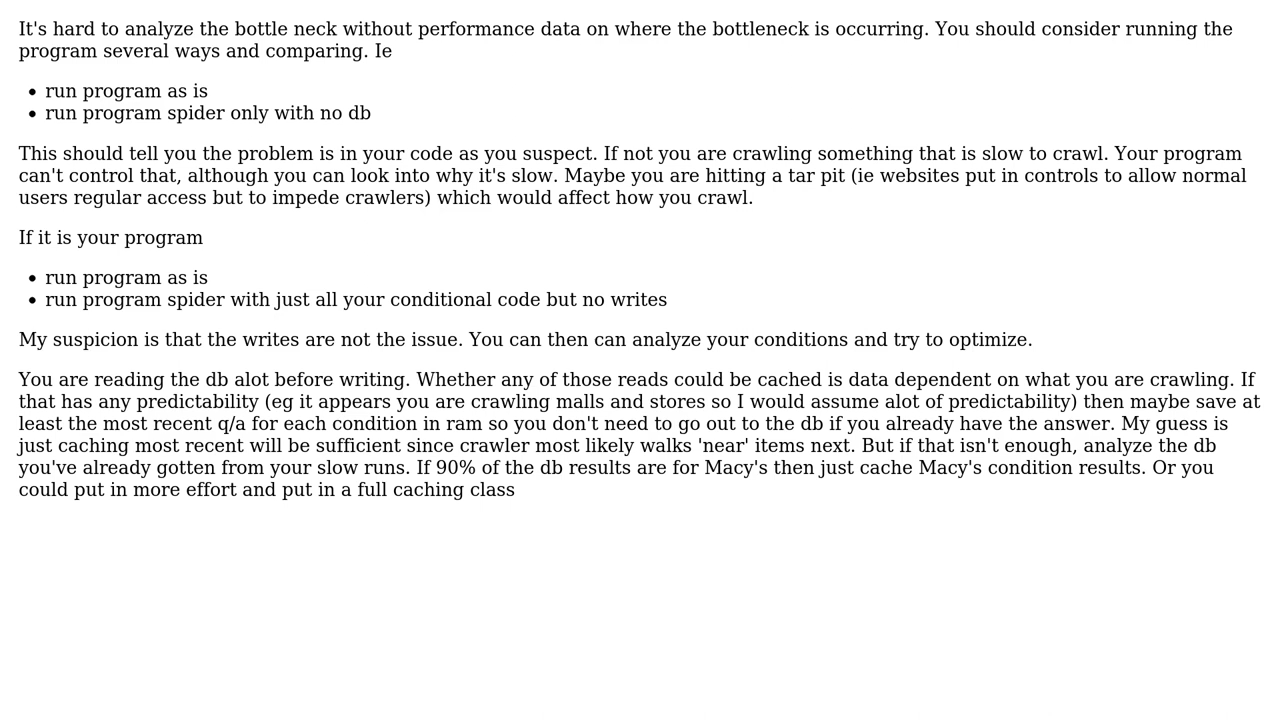 It's hard to analyze the bottle neck without performance data on where the bottleneck is occurring. You should consider running the
program several ways and comparing. Ie
• run program as is
• run program spider only with no db
This should tell you the problem is in your code as you suspect. If not you are crawling something that is slow to crawl. Your program
can't control that, although you can look into why it's slow. Maybe you are hitting a tar pit (ie websites put in controls to allow normal
users regular access but to impede crawlers) which would affect how you crawl.
If it is your program
• run program as is
• run program spider with just all your conditional code but no writes
My suspicion is that the writes are not the issue. You can then can analyze your conditions and try to optimize.
You are reading the db alot before writing. Whether any of those reads could be cached is data dependent on what you are crawling. If
that has any predictability (eg it appears you are crawling malls and stores so I would assume alot of predictability) then maybe save at
least the most recent q/a for each condition in ram so you don't need to go out to the db if you already have the answer. My guess is
just caching most recent will be sufficient since crawler most likely walks 'near' items next. But if that isn't enough, analyze the db
you've already gotten from your slow runs. If 90% of the db results are for Macy's then just cache Macy's condition results. Or you
could put in more effort and put in a full caching class